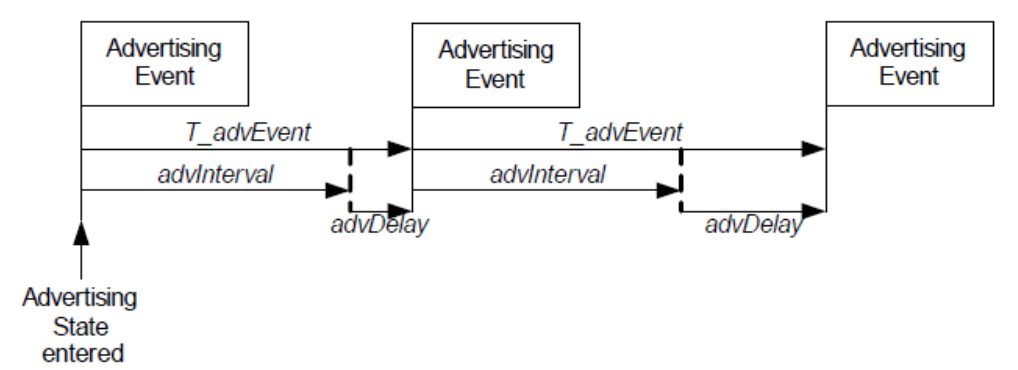 Advertising
Event
Advertising
Event
Advertising
Event
T_advEvent
T_advEvent
advInterval
advInterval
advDelay
advDelay
Advertising
State
entered